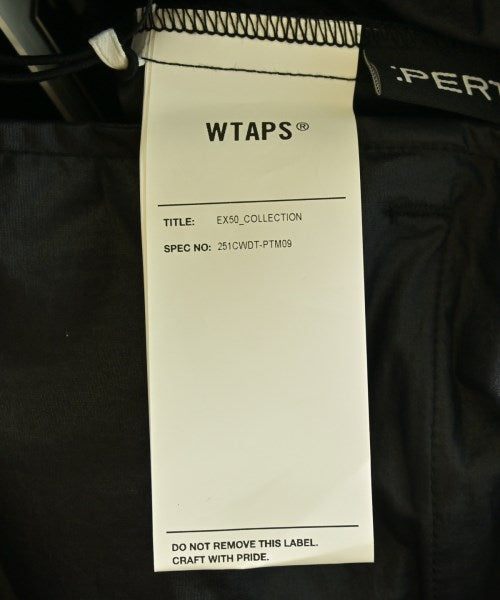 :PERT
WTAPS®
TITLE: EX50_COLLECTION
SPEC NO: 251CWDT-PTM09
DO NOT REMOVE THIS LABEL.
CRAFT WITH PRIDE.